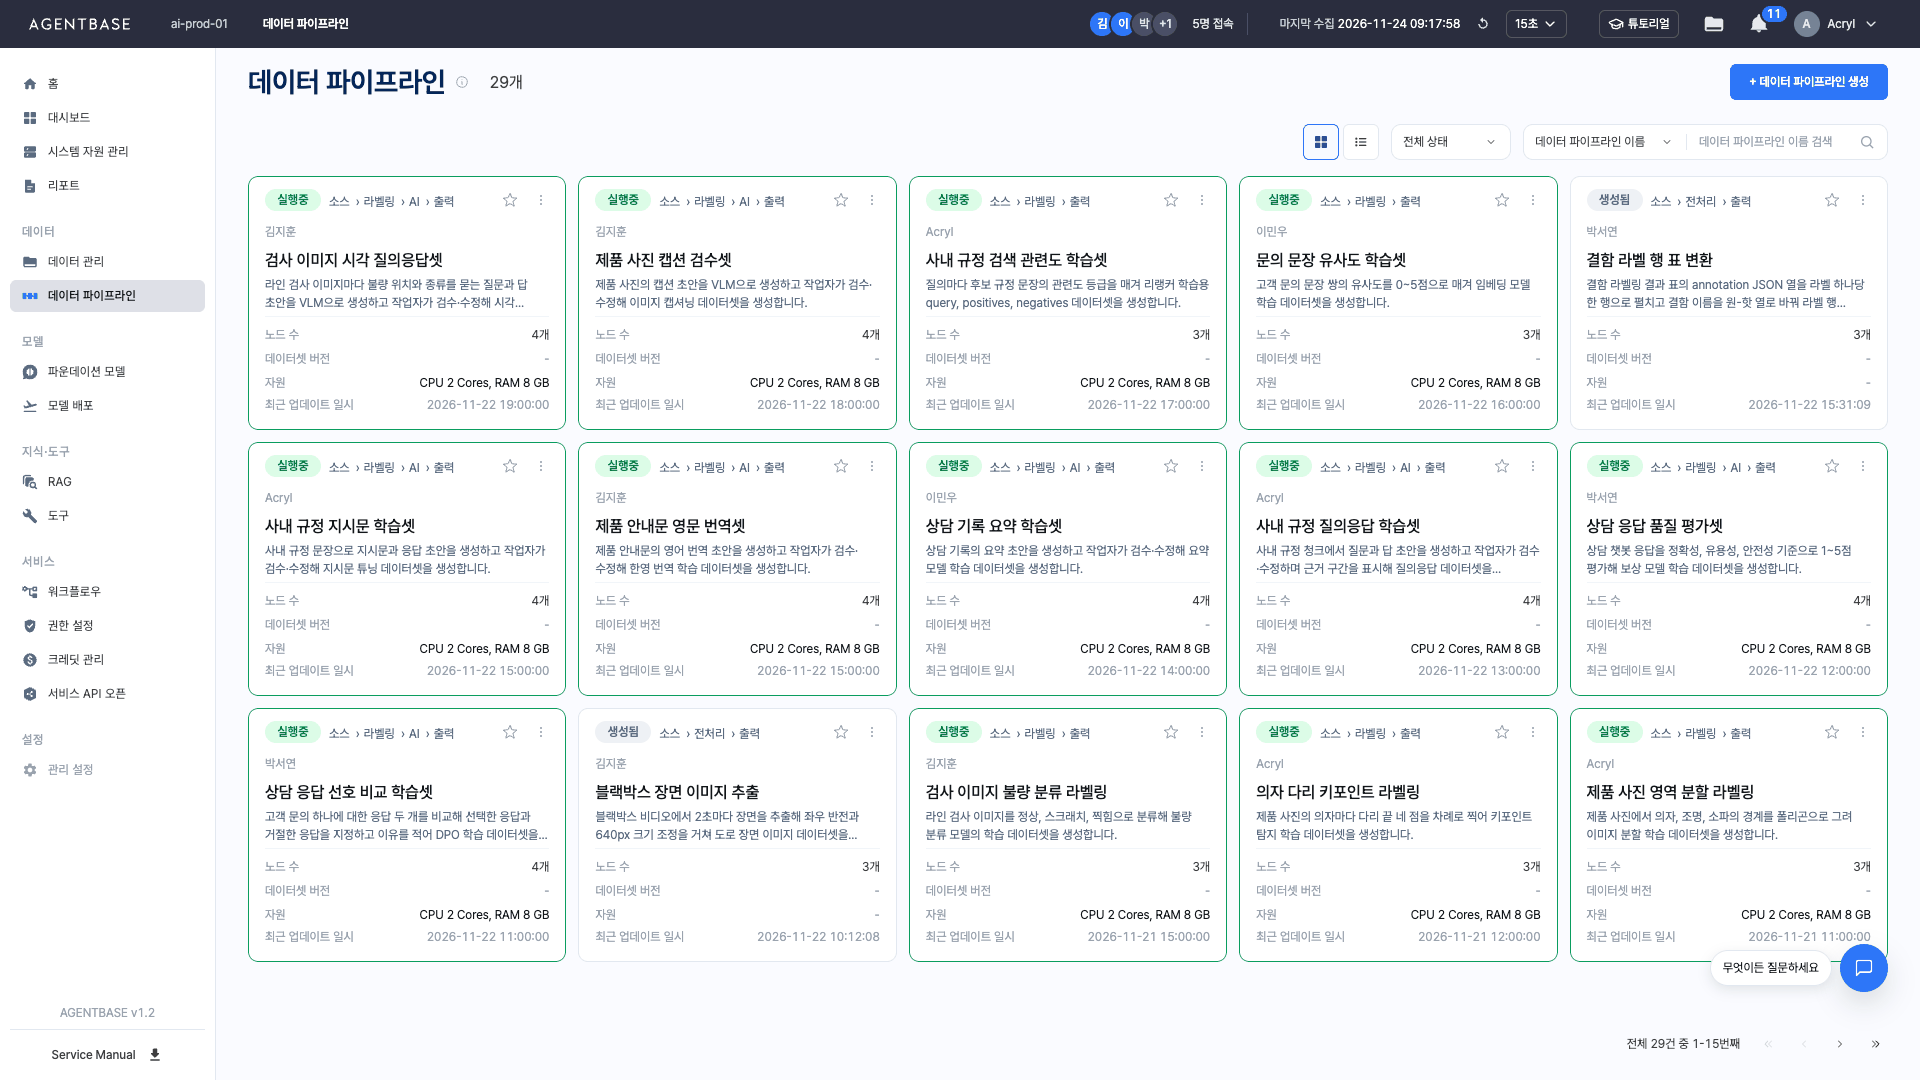 AGENTBASE
ai-prod-01
데이터 파이프라인
김 이 박 +1 5명 접속
마지막 수집 2026-11-24 09:17:58
15초
튜토리얼
11
A Acryl
홈
대시보드
시스템 자원 관리
리포트
데이터
데이터 관리
데이터 파이프라인
모델
파운데이션 모델
모델 배포
지식·도구
RAG
도구
서비스
워크플로우
권한 설정
크레딧 관리
서비스 API 오픈
설정
관리 설정
AGENTBASE v1.2
Service Manual
데이터 파이프라인 29개
+ 데이터 파이프라인 생성
전체 상태
데이터 파이프라인 이름
데이터 파이프라인 이름 검색
실행중 소스 › 라벨링 › AI › 출력
김지훈
검사 이미지 시각 질의응답셋
라인 검사 이미지마다 불량 위치와 종류를 묻는 질문과 답
초안을 VLM으로 생성하고 작업자가 검수·수정해 시각...
노드 수 4개
데이터셋 버전 -
자원 CPU 2 Cores, RAM 8 GB
최근 업데이트 일시 2026-11-22 19:00:00
실행중 소스 › 라벨링 › AI › 출력
김지훈
제품 사진 캡션 검수셋
제품 사진의 캡션 초안을 VLM으로 생성하고 작업자가 검수·
수정해 이미지 캡셔닝 데이터셋을 생성합니다.
노드 수 4개
데이터셋 버전 -
자원 CPU 2 Cores, RAM 8 GB
최근 업데이트 일시 2026-11-22 18:00:00
실행중 소스 › 라벨링 › 출력
Acryl
사내 규정 검색 관련도 학습셋
질의마다 후보 규정 문장의 관련도 등급을 매겨 리랭커 학습용
query, positives, negatives 데이터셋을 생성합니다.
노드 수 3개
데이터셋 버전 -
자원 CPU 2 Cores, RAM 8 GB
최근 업데이트 일시 2026-11-22 17:00:00
실행중 소스 › 라벨링 › 출력
이민우
문의 문장 유사도 학습셋
고객 문의 문장 쌍의 유사도를 0~5점으로 매겨 임베딩 모델
학습 데이터셋을 생성합니다.
노드 수 3개
데이터셋 버전 -
자원 CPU 2 Cores, RAM 8 GB
최근 업데이트 일시 2026-11-22 16:00:00
생성됨 소스 › 전처리 › 출력
박서연
결함 라벨 행 표 변환
결함 라벨링 결과 표의 annotation JSON 열을 라벨 하나당
한 행으로 펼치고 결함 이름을 원-핫 열로 바꿔 라벨 행...
노드 수 3개
데이터셋 버전 -
자원 -
최근 업데이트 일시 2026-11-22 15:31:09
실행중 소스 › 라벨링 › AI › 출력
Acryl
사내 규정 지시문 학습셋
사내 규정 문장으로 지시문과 응답 초안을 생성하고 작업자가
검수·수정해 지시문 튜닝 데이터셋을 생성합니다.
노드 수 4개
데이터셋 버전 -
자원 CPU 2 Cores, RAM 8 GB
최근 업데이트 일시 2026-11-22 15:00:00
실행중 소스 › 라벨링 › AI › 출력
김지훈
제품 안내문 영문 번역셋
제품 안내문의 영어 번역 초안을 생성하고 작업자가 검수·
수정해 한영 번역 학습 데이터셋을 생성합니다.
노드 수 4개
데이터셋 버전 -
자원 CPU 2 Cores, RAM 8 GB
최근 업데이트 일시 2026-11-22 15:00:00
실행중 소스 › 라벨링 › AI › 출력
이민우
상담 기록 요약 학습셋
상담 기록의 요약 초안을 생성하고 작업자가 검수·수정해 요약
모델 학습 데이터셋을 생성합니다.
노드 수 4개
데이터셋 버전 -
자원 CPU 2 Cores, RAM 8 GB
최근 업데이트 일시 2026-11-22 14:00:00
실행중 소스 › 라벨링 › AI › 출력
Acryl
사내 규정 질의응답 학습셋
사내 규정 청크에서 질문과 답 초안을 생성하고 작업자가 검수
·수정하며 근거 구간을 표시해 질의응답 데이터셋을...
노드 수 4개
데이터셋 버전 -
자원 CPU 2 Cores, RAM 8 GB
최근 업데이트 일시 2026-11-22 13:00:00
실행중 소스 › 라벨링 › AI › 출력
박서연
상담 응답 품질 평가셋
상담 챗봇 응답을 정확성, 유용성, 안전성 기준으로 1~5점
평가해 보상 모델 학습 데이터셋을 생성합니다.
노드 수 4개
데이터셋 버전 -
자원 CPU 2 Cores, RAM 8 GB
최근 업데이트 일시 2026-11-22 12:00:00
실행중 소스 › 라벨링 › AI › 출력
박서연
상담 응답 선호 비교 학습셋
고객 문의 하나에 대한 응답 두 개를 비교해 선택한 응답과
거절한 응답을 지정하고 이유를 적어 DPO 학습 데이터셋을...
노드 수 4개
데이터셋 버전 -
자원 CPU 2 Cores, RAM 8 GB
최근 업데이트 일시 2026-11-22 11:00:00
생성됨 소스 › 전처리 › 출력
김지훈
블랙박스 장면 이미지 추출
블랙박스 비디오에서 2초마다 장면을 추출해 좌우 반전과
640px 크기 조정을 거쳐 도로 장면 이미지 데이터셋을...
노드 수 3개
데이터셋 버전 -
자원 -
최근 업데이트 일시 2026-11-22 10:12:08
실행중 소스 › 라벨링 › 출력
김지훈
검사 이미지 불량 분류 라벨링
라인 검사 이미지를 정상, 스크래치, 찍힘으로 분류해 불량
분류 모델의 학습 데이터셋을 생성합니다.
노드 수 3개
데이터셋 버전 -
자원 CPU 2 Cores, RAM 8 GB
최근 업데이트 일시 2026-11-21 15:00:00
실행중 소스 › 라벨링 › 출력
Acryl
의자 다리 키포인트 라벨링
제품 사진의 의자마다 다리 끝 네 점을 차례로 찍어 키포인트
탐지 학습 데이터셋을 생성합니다.
노드 수 3개
데이터셋 버전 -
자원 CPU 2 Cores, RAM 8 GB
최근 업데이트 일시 2026-11-21 12:00:00
실행중 소스 › 라벨링 › 출력
Acryl
제품 사진 영역 분할 라벨링
제품 사진에서 의자, 조명, 소파의 경계를 폴리곤으로 그려
이미지 분할 학습 데이터셋을 생성합니다.
노드 수 3개
데이터셋 버전 -
자원 CPU 2 Cores, RAM 8 GB
최근 업데이트 일시 2026-11-21 11:00:00
무엇이든 질문하세요
전체 29건 중 1-15번째